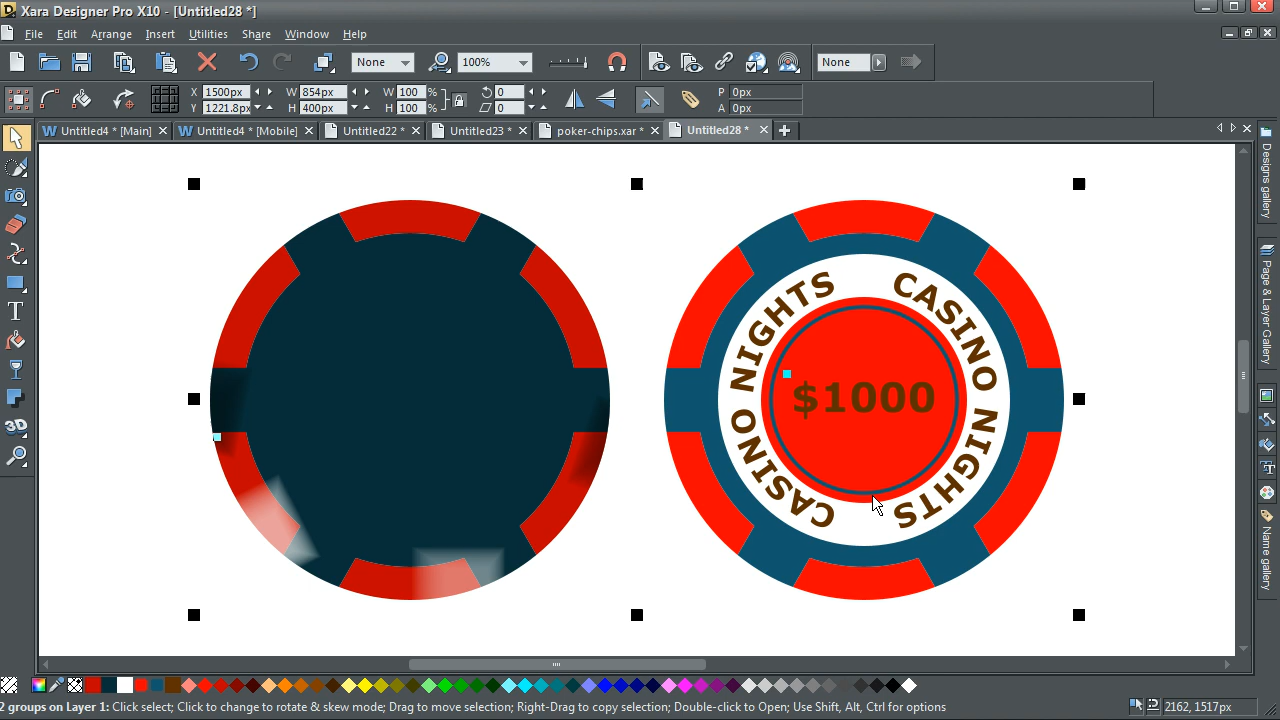 Xara Designer Pro X10 - [Untitled28 *]
File Edit Arrange Insert Utilities Share Window Help
None 100% None
X 1500px W 854px W 100 % 0 P 0px
Y 1221.8px H 400px H 100 % 0 A 0px
Untitled4 * [Main] Untitled4 * [Mobile] Untitled22 * Untitled23 * poker-chips.xar * Untitled28 *
Designs gallery
Page & Layer Gallery
Name gallery
3D
CASINO NIGHTS
CASINO NIGHTS
$1000
2 groups on Layer 1: Click select; Click to change to rotate & skew mode; Drag to move selection; Right-Drag to copy selection; Double-click to Open; Use Shift, Alt, Ctrl for options
2162, 1517px